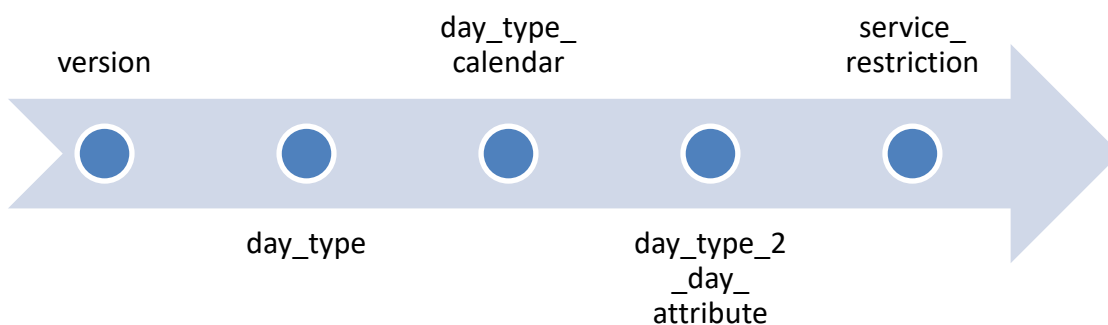 version
day_type
day_type_
calendar
day_type_2
_day_
attribute
service_
restriction